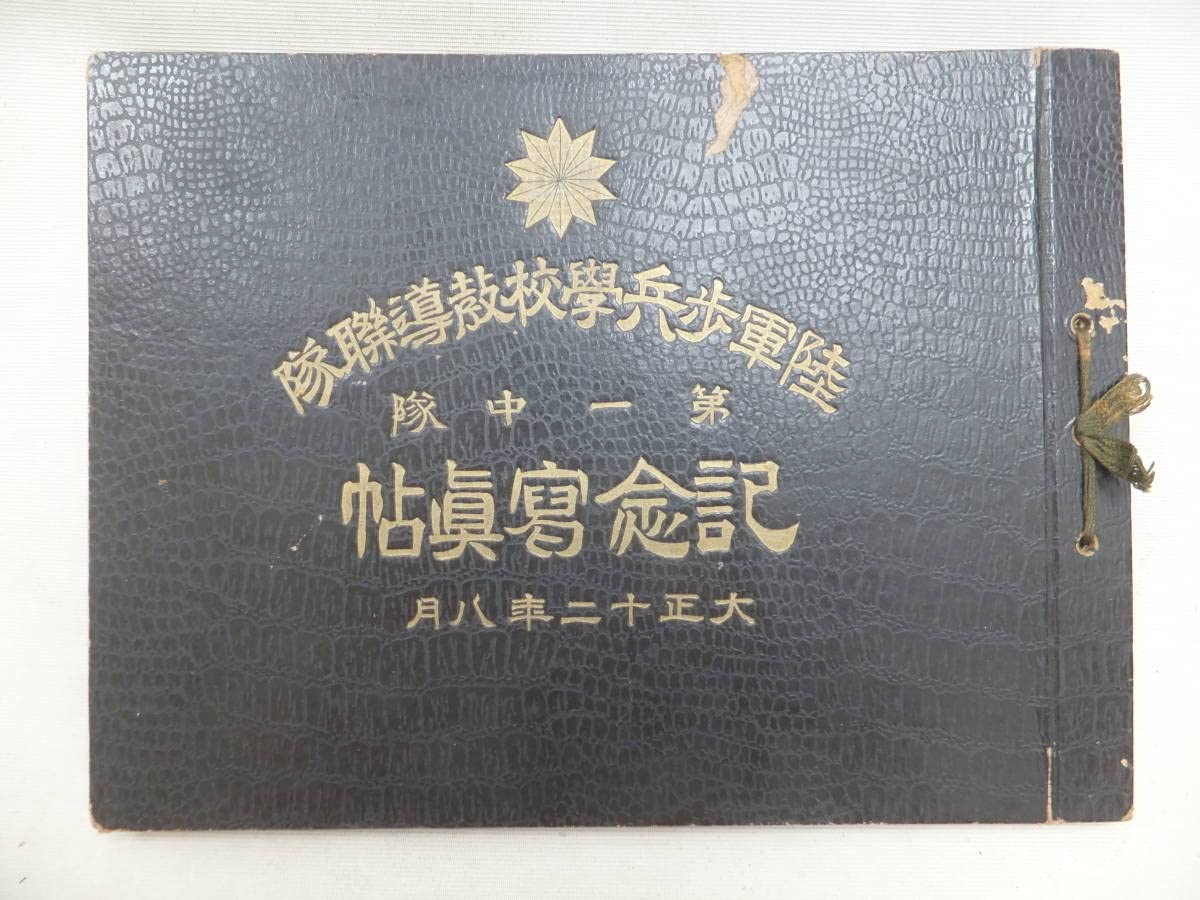 陸軍歩兵學校敎導聯隊
第一中隊
記念寫眞帖
大正十二年八月